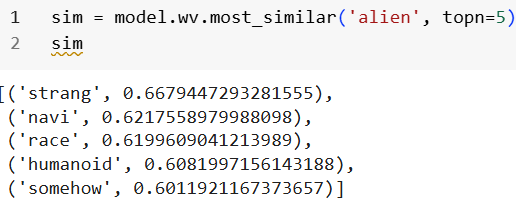 1 sim = model.wv.most_similar('alien', topn=5)
2 sim
[('strang', 0.6679447293281555),
('navi', 0.6217558979988098),
('race', 0.6199609041213989),
('humanoid', 0.6081997156143188),
('somehow', 0.6011921167373657)]